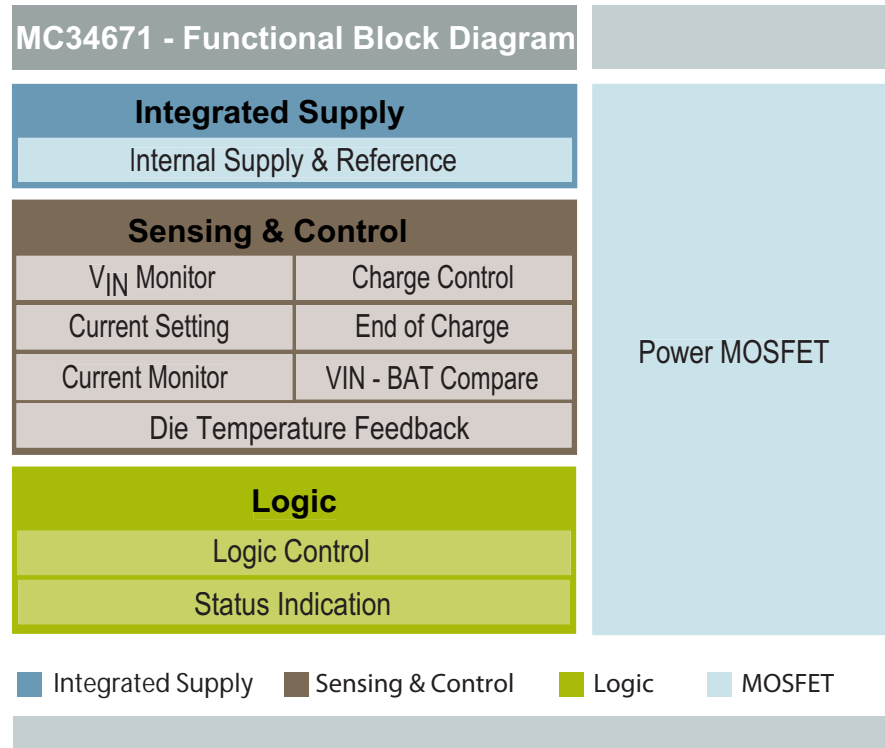 MC34671 - Functional Block Diagram
Integrated Supply
Internal Supply & Reference
Sensing & Control
VIN Monitor
Charge Control
Current Setting
End of Charge
Current Monitor
VIN - BAT Compare
Die Temperature Feedback
Logic
Logic Control
Status Indication
Power MOSFET
Integrated Supply
Sensing & Control
Logic
MOSFET